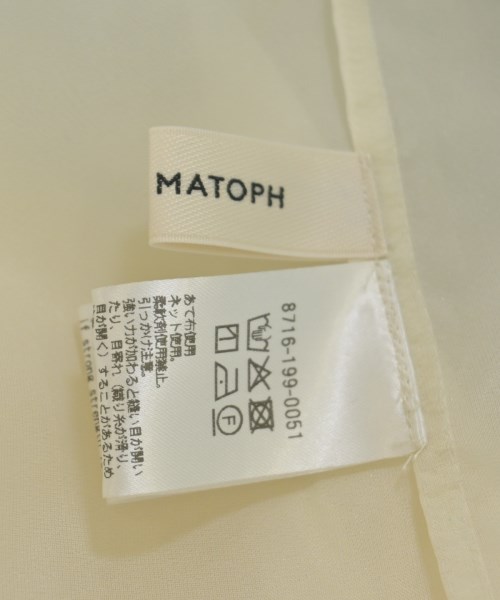 MATOPH
8716-199-0051
F
あて布使用
ネット使用。
柔軟剤使用禁止。
引っかけ注意。
強い力が加わると縫い目が開い
たり、目寄れ（織り糸が滑り、
目が開く）することがあるため
if strong